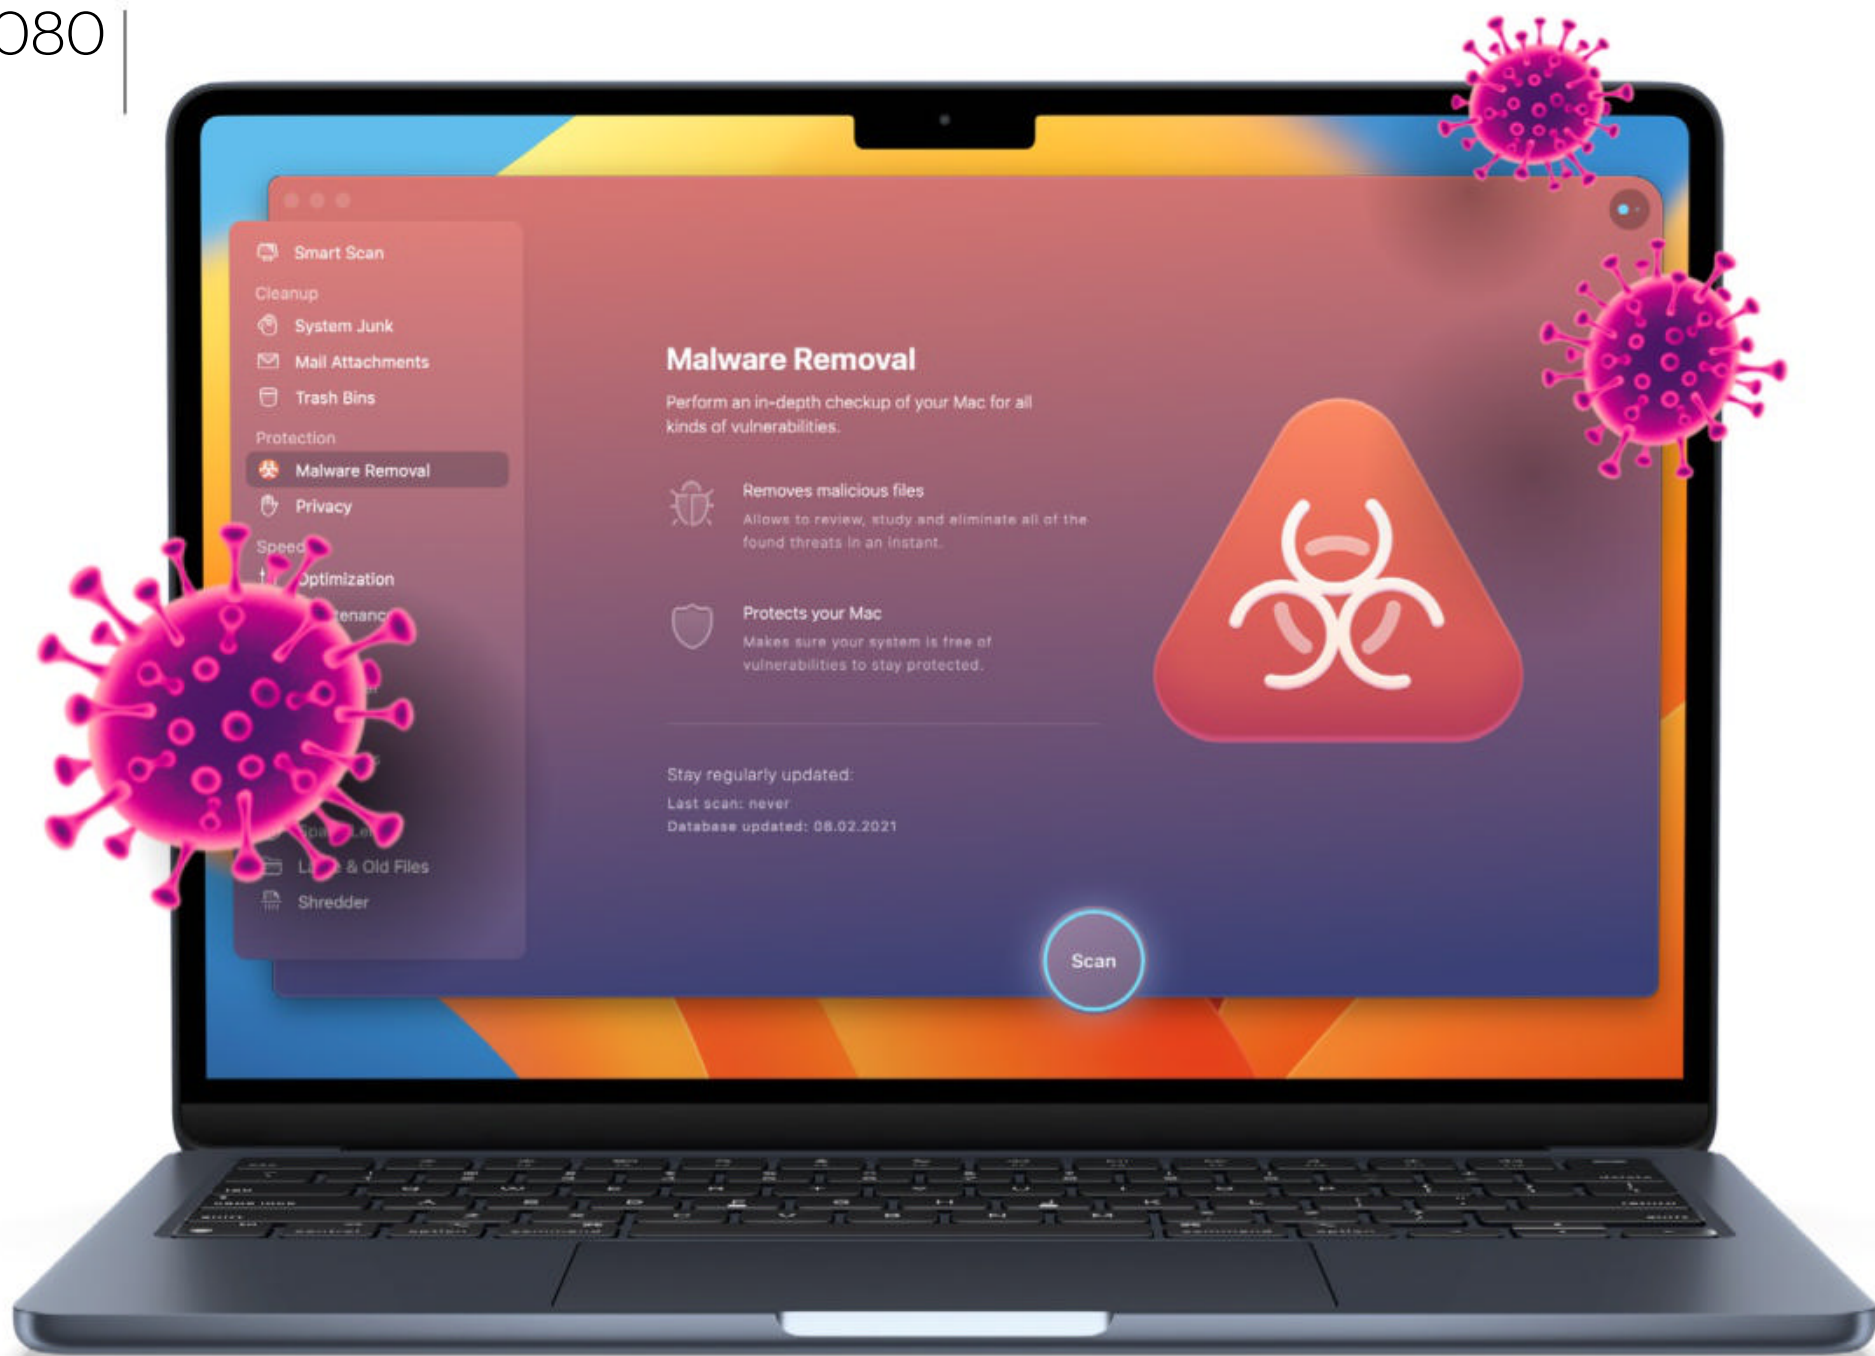 080
Smart Scan
Cleanup
System Junk
Mail Attachments
Trash Bins
Protection
Malware Removal
Privacy
Speed
Optimization
Malware Removal
Perform an in-depth checkup of your Mac for all
kinds of vulnerabilities.
Removes malicious files
Allows to review, study and eliminate all of the
found threats in an instant.
Protects your Mac
Makes sure your system is free of
vulnerabilities to stay protected.
Stay regularly updated:
Last scan: never
Database updated: 08.02.2021
& Old Files
Shredder
Scan